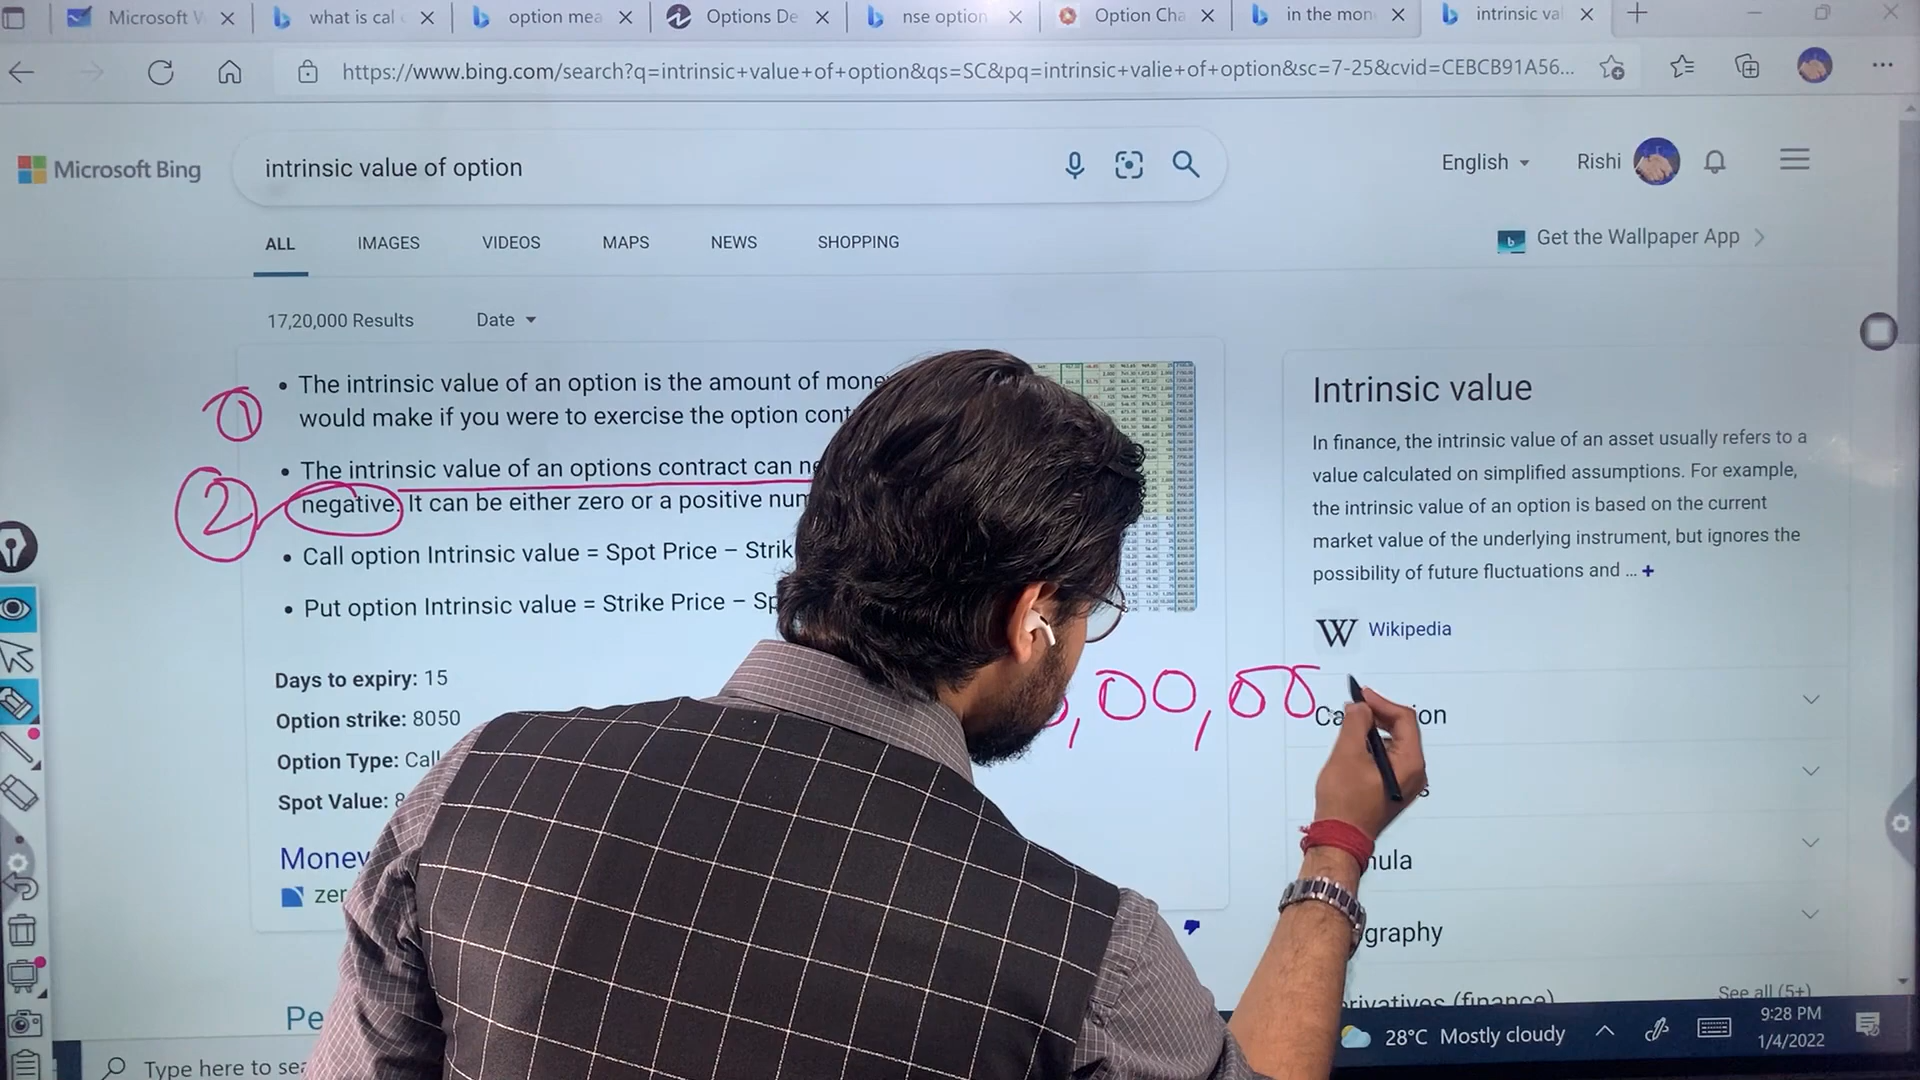 Microsoft W
what is cal
option mea
Options De
nse option
Option Cha
in the mon
intrinsic va
https://www.bing.com/search?q=intrinsic+value+of+option&qs=SC&pq=intrinsic+valie+of+option&sc=7-25&cvid=CEBCB91A56...
Microsoft Bing
intrinsic value of option
English
Rishi
ALL
IMAGES
VIDEOS
MAPS
NEWS
SHOPPING
Get the Wallpaper App
17,20,000 Results
Date
1
• The intrinsic value of an option is the amount of mone
would make if you were to exercise the option cont
2
• The intrinsic value of an options contract can ne
negative. It can be either zero or a positive num
• Call option Intrinsic value = Spot Price – Strik
• Put option Intrinsic value = Strike Price – Sp
Days to expiry: 15
Option strike: 8050
Option Type: Call
Spot Value: 8
Money
zer
Pe
,00,00
Intrinsic value
In finance, the intrinsic value of an asset usually refers to a
value calculated on simplified assumptions. For example,
the intrinsic value of an option is based on the current
market value of the underlying instrument, but ignores the
possibility of future fluctuations and ... +
W Wikipedia
Ca
ion
s
nula
graphy
rivatives (finance)
See all (5+)
Type here to sea
28°C Mostly cloudy
9:28 PM
1/4/2022